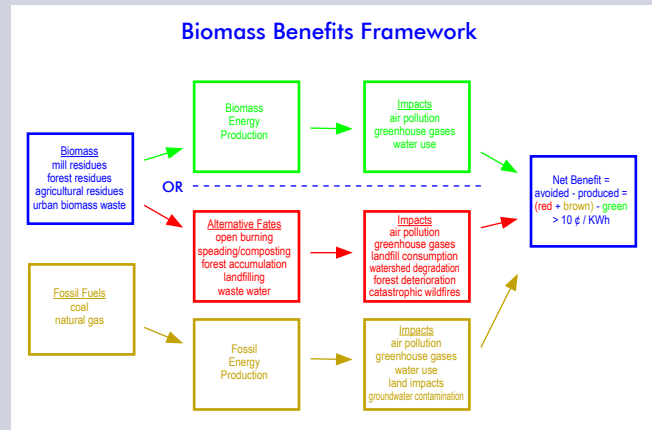 Biomass Benefits Framework
Biomass
mill residues
forest residues
agricultural residues
urban biomass waste
OR
Biomass
Energy
Production
Impacts
air pollution
greenhouse gases
water use
Alternative Fates
open burning
speading/composting
forest accumulation
landfilling
waste water
Impacts
air pollution
greenhouse gases
landfill consumption
watershed degradation
forest deterioration
catastrophic wildfires
Net Benefit =
avoided - produced =
(red + brown) - green
> 10 ¢ / KWh
Fossil Fuels
coal
natural gas
Fossil
Energy
Production
Impacts
air pollution
greenhouse gases
water use
land impacts
groundwater contamination